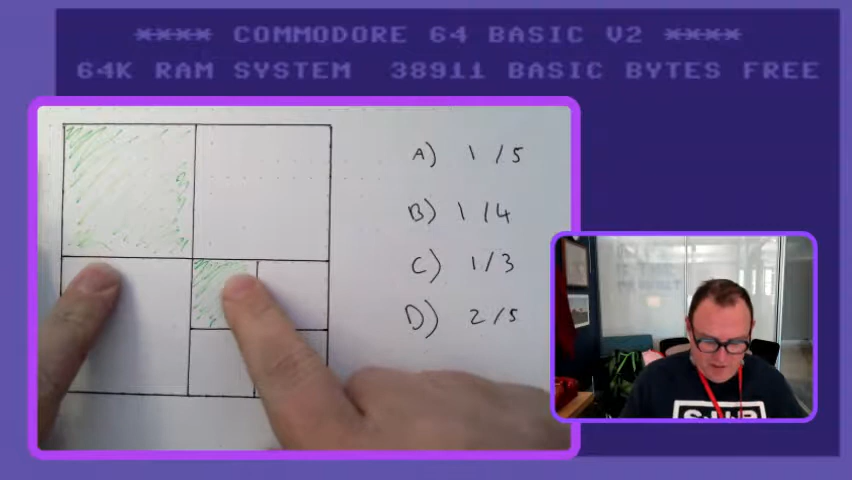 **** COMMODORE 64 BASIC V2 ****
64K RAM SYSTEM 38911 BASIC BYTES FREE
A) 1/5
B) 1/4
C) 1/3
D) 2/5